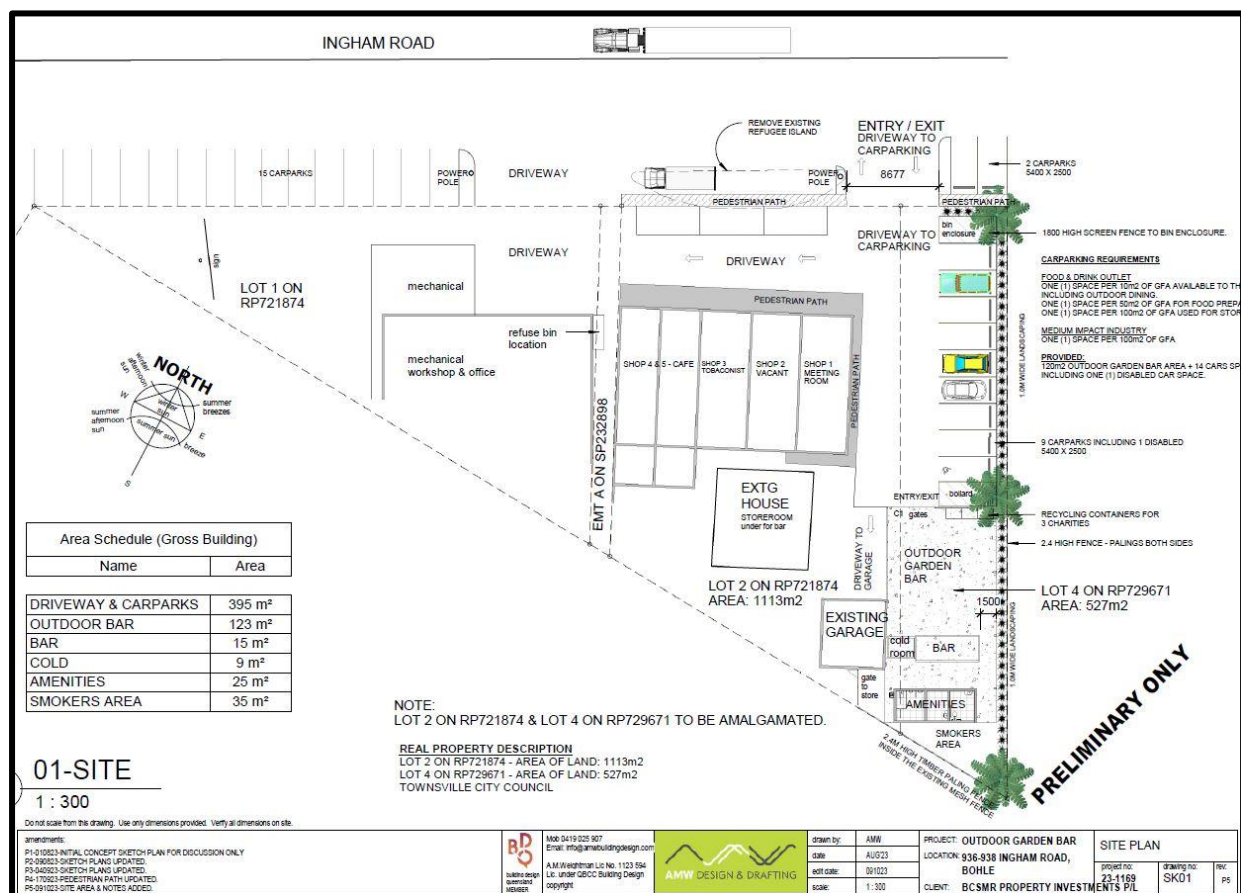 INGHAM ROAD
REMOVE EXISTING
REFUGEE ISLAND
ENTRY / EXIT
DRIVEWAY TO
CARPARKING
8677
2 CARPARKS
5400 X 2500
15 CARPARKS
POWER
POLE
DRIVEWAY
POWER
POLE
PEDESTRIAN PATH
PEDESTRIAN PATH
bin
enclosure
1800 HIGH SCREEN FENCE TO BIN ENCLOSURE.
DRIVEWAY TO
CARPARKING
DRIVEWAY
DRIVEWAY
sign
LOT 1 ON
RP721874
mechanical
PEDESTRIAN PATH
CARPARKING REQUIREMENTS
FOOD & DRINK OUTLET
ONE (1) SPACE PER 10m2 OF GFA AVAILABLE TO TH
INCLUDING OUTDOOR DINING.
ONE (1) SPACE PER 50m2 OF GFA FOR FOOD PREPA
ONE (1) SPACE PER 100m2 OF GFA USED FOR STOR
MEDIUM IMPACT INDUSTRY
ONE (1) SPACE PER 100m2 OF GFA
PROVIDED:
120m2 OUTDOOR GARDEN BAR AREA + 14 CARS SP
INCLUDING ONE (1) DISABLED CAR SPACE.
refuse bin
location
mechanical
workshop & office
SHOP 4 & 5 - CAFE
SHOP 3
TOBACONIST
SHOP 2
VACANT
SHOP 1
MEETING
ROOM
PEDESTRIAN PATH
1.0M WIDE LANDSCAPING
NORTH
winter
afternoon
sun
W
winter
sun
summer
breezes
summer
afternoon
sun
summer sun
E
breeze
S
EMT A ON SP232898
9 CARPARKS INCLUDING 1 DISABLED
5400 X 2500
EXTG
HOUSE
STOREROOM
under for bar
ENTRY/EXIT
gates
bollard
RECYCLING CONTAINERS FOR
3 CHARITIES
2.4 HIGH FENCE - PALINGS BOTH SIDES
DRIVEWAY TO
GARAGE
OUTDOOR
GARDEN
BAR
LOT 2 ON RP721874
AREA: 1113m2
LOT 4 ON RP729671
AREA: 527m2
1500
EXISTING
GARAGE
cold
room
BAR
1.0M WIDE LANDSCAPING
gate
to
store
AMENITIES
SMOKERS
AREA
2.4M HIGH TIMBER PALING FENCE
INSIDE THE EXISTING MESH FENCE
PRELIMINARY ONLY
Area Schedule (Gross Building)
Name Area
DRIVEWAY & CARPARKS 395 m²
OUTDOOR BAR 123 m²
BAR 15 m²
COLD 9 m²
AMENITIES 25 m²
SMOKERS AREA 35 m²
NOTE:
LOT 2 ON RP721874 & LOT 4 ON RP729671 TO BE AMALGAMATED.
REAL PROPERTY DESCRIPTION
LOT 2 ON RP721874 - AREA OF LAND: 1113m2
LOT 4 ON RP729671 - AREA OF LAND: 527m2
TOWNSVILLE CITY COUNCIL
01-SITE
1 : 300
Do not scale from this drawing. Use only dimensions provided. Verify all dimensions on site.
amendments:
P1-010823-INITIAL CONCEPT SKETCH PLAN FOR DISCUSSION ONLY
P2-090823-SKETCH PLANS UPDATED.
P3-040923-SKETCH PLANS UPDATED.
P4-170923-PEDESTRIAN PATH UPDATED.
P5-091023-SITE AREA & NOTES ADDED.
BDQ
building design
queensland
MEMBER
Mob 0419 025 907
Email: info@amwbuildingdesign.com
A.M.Weightman Lic No. 1123 594
Lic. under QBCC Building Design
copyright
AMW DESIGN & DRAFTING
drawn by: AMW
date AUG'23
edit date: 091023
scale: 1 : 300
PROJECT: OUTDOOR GARDEN BAR
LOCATION: 936-938 INGHAM ROAD,
BOHLE
CLIENT: BCSMR PROPERTY INVESTMENTS P/L
SITE PLAN
project no: 23-1169
drawing no: SK01
rev: P5